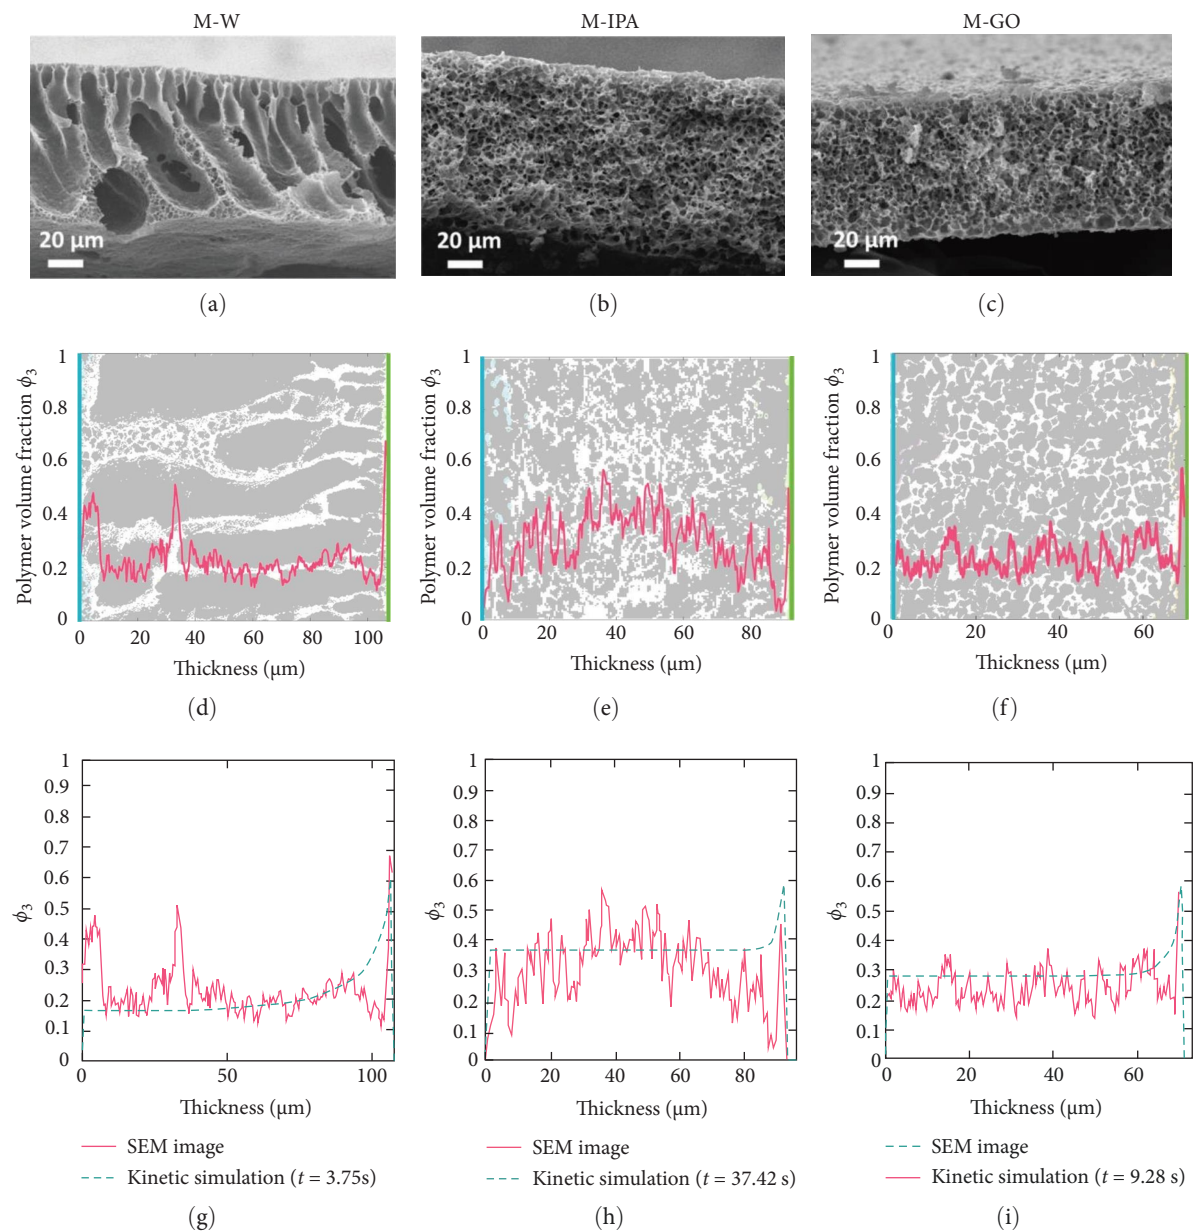 M-W M-IPA M-GO
20 μm 20 μm 20 μm
(a) (b) (c)
Polymer volume fraction ϕ3
1
0.8
0.6
0.4
0.2
0
0 20 40 60 80 100
Thickness (μm)
(d)
Polymer volume fraction ϕ3
1
0.8
0.6
0.4
0.2
0
0 20 40 60 80
Thickness (μm)
(e)
Polymer volume fraction ϕ3
1
0.8
0.6
0.4
0.2
0
0 10 20 30 40 50 60
Thickness (μm)
(f)
ϕ3
1
0.9
0.8
0.7
0.6
0.5
0.4
0.3
0.2
0.1
0
0 50 100
Thickness (μm)
SEM image
Kinetic simulation (t = 3.75s)
(g)
ϕ3
1
0.9
0.8
0.7
0.6
0.5
0.4
0.3
0.2
0.1
0
0 20 40 60 80
Thickness (μm)
SEM image
Kinetic simulation (t = 37.42 s)
(h)
ϕ3
1
0.9
0.8
0.7
0.6
0.5
0.4
0.3
0.2
0.1
0
0 20 40 60
Thickness (μm)
SEM image
Kinetic simulation (t = 9.28 s)
(i)